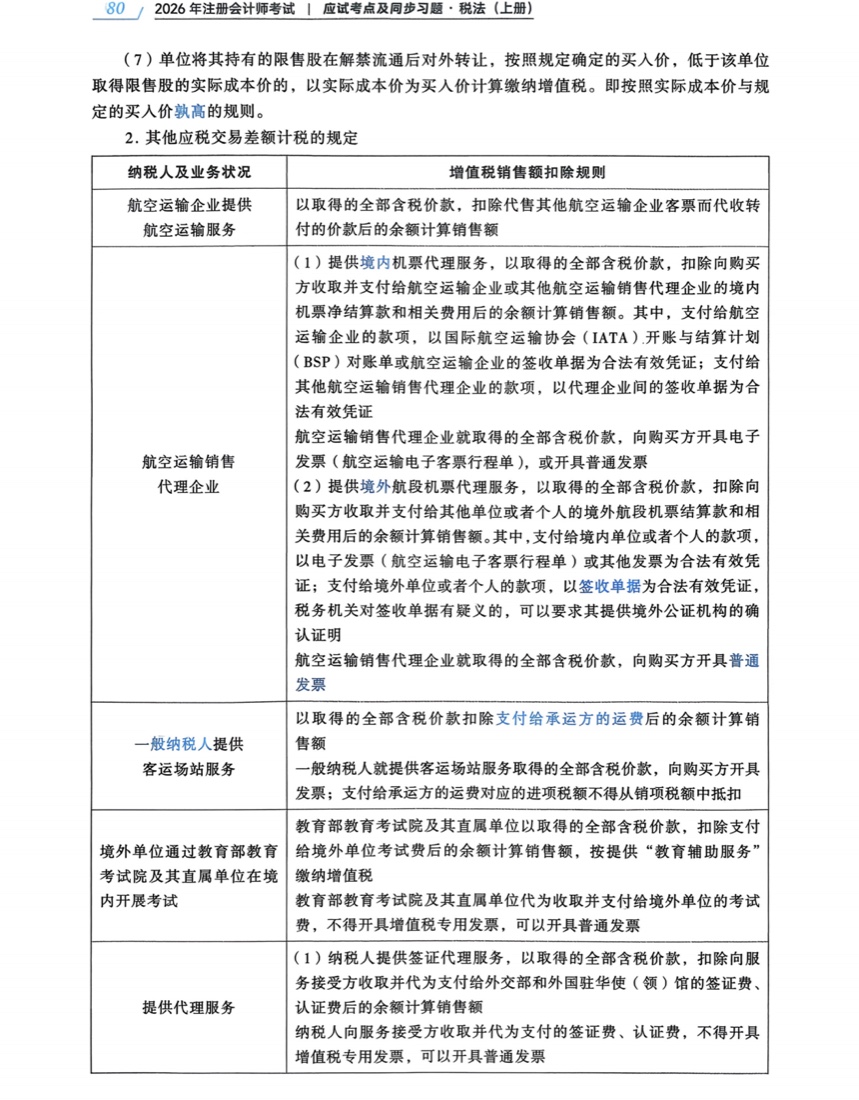 80 2026年注册会计师考试 | 应试考点及同步习题·税法（上册）
（7）单位将其持有的限售股在解禁流通后对外转让，按照规定确定的买入价，低于该单位
取得限售股的实际成本价的，以实际成本价为买入价计算缴纳增值税。即按照实际成本价与规
定的买入价孰高的规则。
2. 其他应税交易差额计税的规定
纳税人及业务状况 增值税销售额扣除规则
航空运输企业提供
航空运输服务
以取得的全部含税价款，扣除代售其他航空运输企业客票而代收转
付的价款后的余额计算销售额
航空运输销售
代理企业
（1）提供境内机票代理服务，以取得的全部含税价款，扣除向购买
方收取并支付给航空运输企业或其他航空运输销售代理企业的境内
机票净结算款和相关费用后的余额计算销售额。其中，支付给航空
运输企业的款项，以国际航空运输协会（IATA）开账与结算计划
（BSP）对账单或航空运输企业的签收单据为合法有效凭证；支付给
其他航空运输销售代理企业的款项，以代理企业间的签收单据为合
法有效凭证
航空运输销售代理企业就取得的全部含税价款，向购买方开具电子
发票（航空运输电子客票行程单），或开具普通发票
（2）提供境外航段机票代理服务，以取得的全部含税价款，扣除向
购买方收取并支付给其他单位或者个人的境外航段机票结算款和相
关费用后的余额计算销售额。其中，支付给境内单位或者个人的款项，
以电子发票（航空运输电子客票行程单）或其他发票为合法有效凭
证；支付给境外单位或者个人的款项，以签收单据为合法有效凭证，
税务机关对签收单据有疑义的，可以要求其提供境外公证机构的确
认证明
航空运输销售代理企业就取得的全部含税价款，向购买方开具普通
发票
一般纳税人提供
客运场站服务
以取得的全部含税价款扣除支付给承运方的运费后的余额计算销
售额
一般纳税人就提供客运场站服务取得的全部含税价款，向购买方开具
发票；支付给承运方的运费对应的进项税额不得从销项税额中抵扣
境外单位通过教育部教育
考试院及其直属单位在境
内开展考试
教育部教育考试院及其直属单位以取得的全部含税价款，扣除支付
给境外单位考试费后的余额计算销售额，按提供“教育辅助服务”
缴纳增值税
教育部教育考试院及其直属单位代为收取并支付给境外单位的考试
费，不得开具增值税专用发票，可以开具普通发票
提供代理服务
（1）纳税人提供签证代理服务，以取得的全部含税价款，扣除向服
务接受方收取并代为支付给外交部和外国驻华使（领）馆的签证费、
认证费后的余额计算销售额
纳税人向服务接受方收取并代为支付的签证费、认证费，不得开具
增值税专用发票，可以开具普通发票